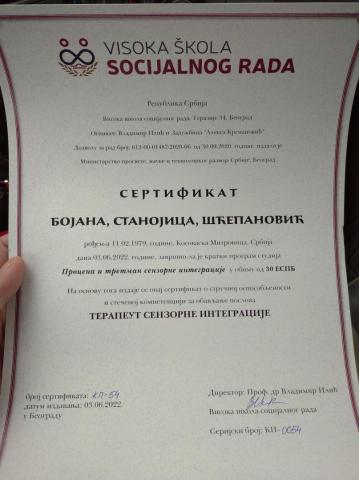 VISOKA ŠKOLA
SOCIJALNOG RADA
Република Србија
Висока школа социјалног рада, Теразије 34, Београд
Оснивач: Владимир Илић и Задужбина "Алекса Кремановић"
Дозволу за рад број: 612-00-01482/2020-06 од 30.09.2020. године издало је
Министарство просвете, науке и технолошког развоја Србије, Београд
СЕРТИФИКАТ
БОЈАНА, СТАНОЈИЦА, ШЋЕПАНОВИЋ
рођен-а 11.02.1979. године, Косовска Митровица, Србија
дана 03.06.2022. године, завршио-ла је кратки програм студија
Процена и третман сензорне интеграције у обиму од 30 ЕСПБ
На основу тога издаје се овај сертификат о стручној оспособљености
и стеченој компетенцији за обављање послова
ТЕРАПЕУТ СЕНЗОРНЕ ИНТЕГРАЦИЈЕ
број сертификата: КП-54
датум издавања: 03.06.2022.
у Београду
Директор: Проф. др Владимир Илић
Висока школа социјалног рада
Серијски број: КП-0054